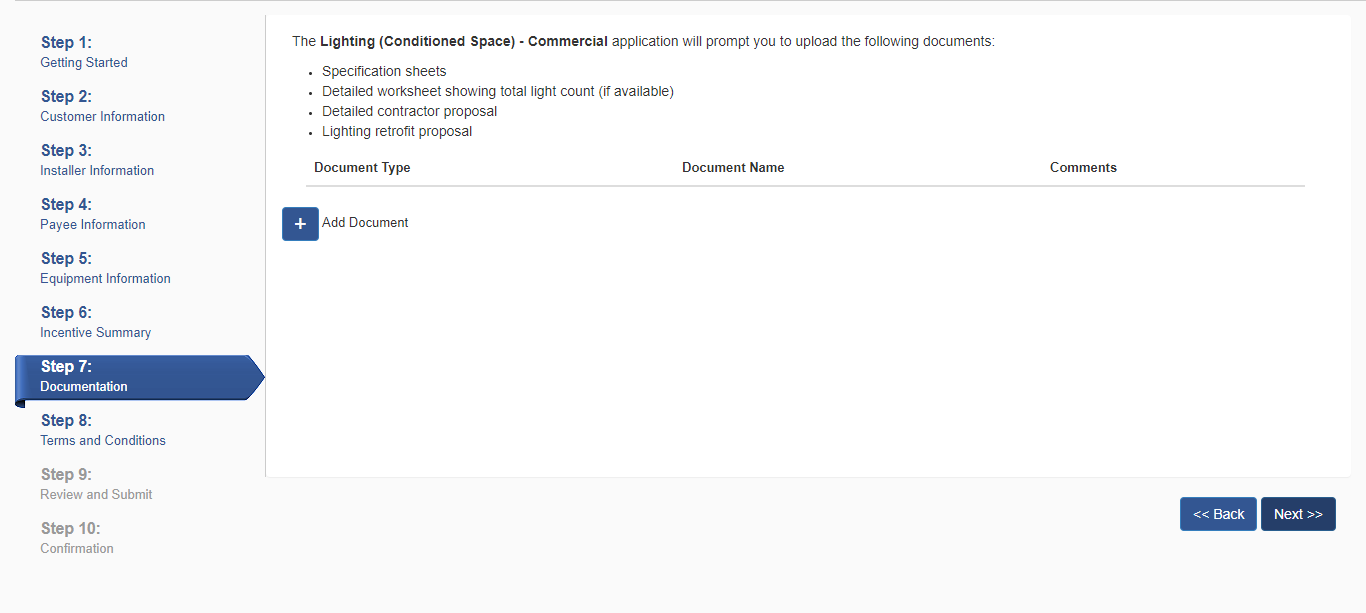 Step 1:
Getting Started
Step 2:
Customer Information
Step 3:
Installer Information
Step 4:
Payee Information
Step 5:
Equipment Information
Step 6:
Incentive Summary
Step 7:
Documentation
Step 8:
Terms and Conditions
Step 9:
Review and Submit
Step 10:
Confirmation
The Lighting (Conditioned Space) - Commercial application will prompt you to upload the following documents:
• Specification sheets
• Detailed worksheet showing total light count (if available)
• Detailed contractor proposal
• Lighting retrofit proposal
Document Type Document Name Comments
+ Add Document
<< Back Next >>